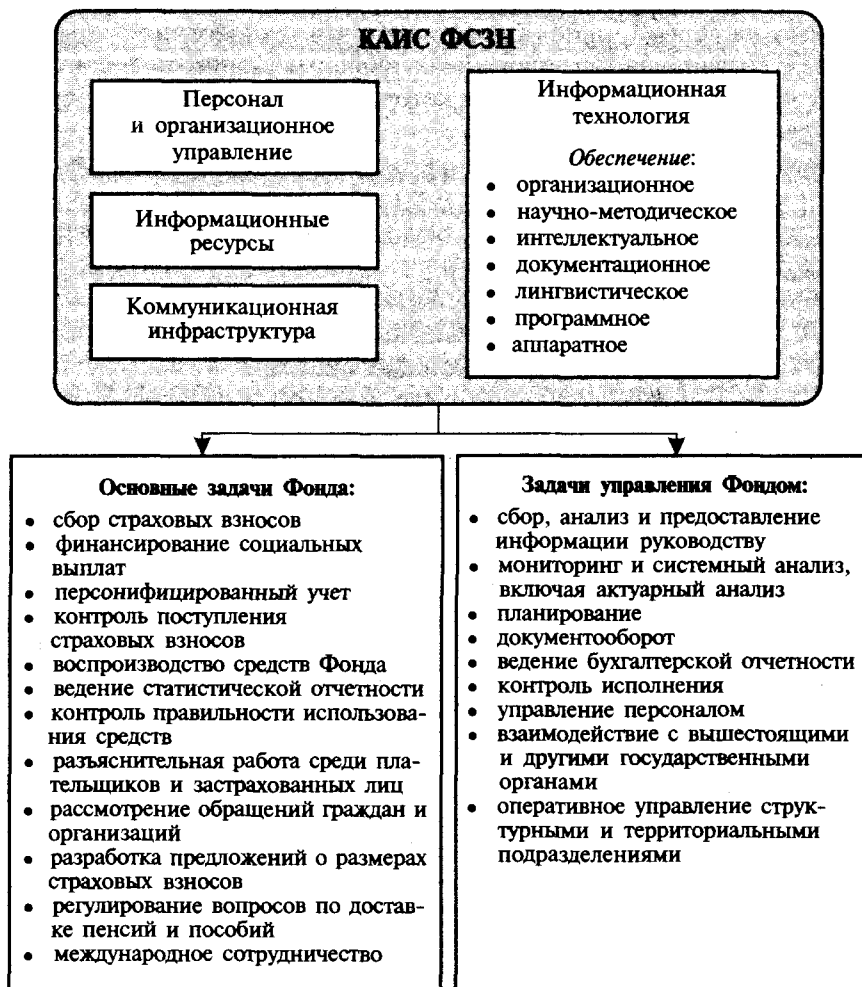 КАИС ФСЗН
Персонал
и организационное
управление
Информационные
ресурсы
Коммуникационная
инфраструктура
Информационная
технология
Обеспечение:
• организационное
• научно-методическое
• интеллектуальное
• документационное
• лингвистическое
• программное
• аппаратное
Основные задачи Фонда:
• сбор страховых взносов
• финансирование социальных
выплат
• персонифицированный учет
• контроль поступления
страховых взносов
• воспроизводство средств Фонда
• ведение статистической отчетности
• контроль правильности использова-
ния средств
• разъяснительная работа среди пла-
тельщиков и застрахованных лиц
• рассмотрение обращений граждан и
организаций
• разработка предложений о размерах
страховых взносов
• регулирование вопросов по достав-
ке пенсий и пособий
• международное сотрудничество
Задачи управления Фондом:
• сбор, анализ и предоставление
информации руководству
• мониторинг и системный анализ,
включая актуарный анализ
• планирование
• документооборот
• ведение бухгалтерской отчетности
• контроль исполнения
• управление персоналом
• взаимодействие с вышестоящими
и другими государственными
органами
• оперативное управление струк-
турными и территориальными
подразделениями